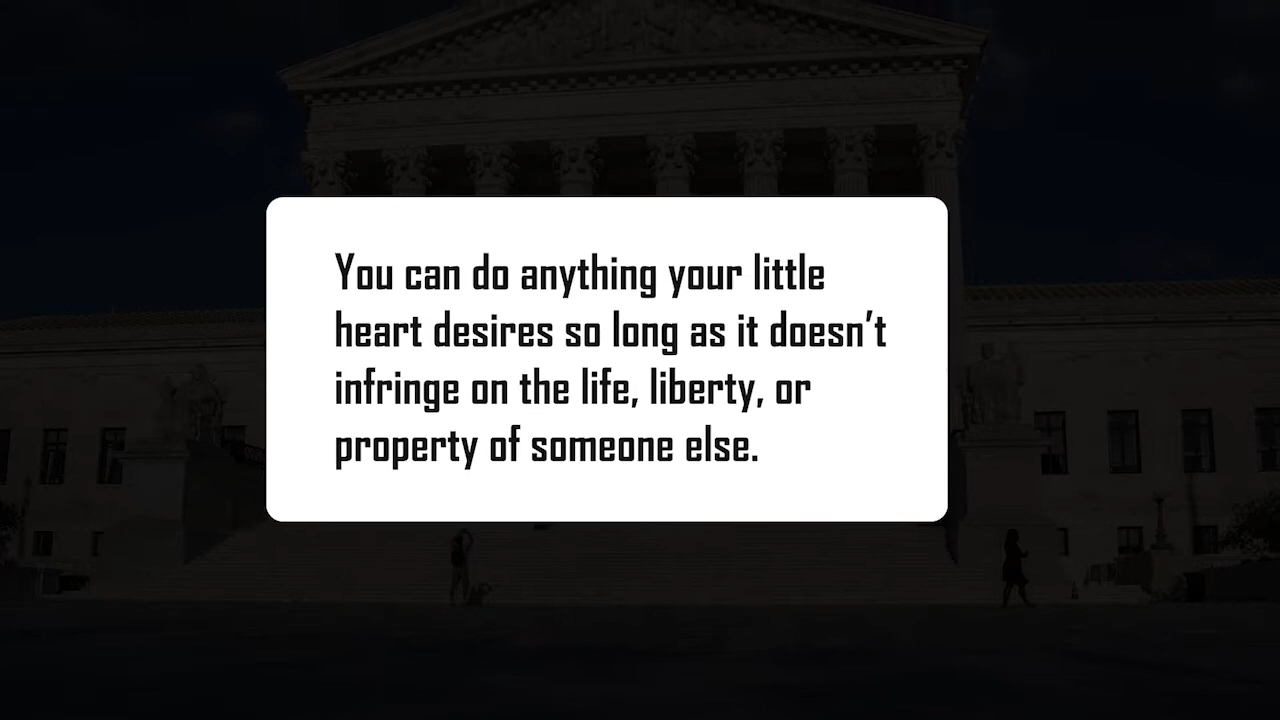 You can do anything your little
heart desires so long as it doesn’t
infringe on the life, liberty, or
property of someone else.